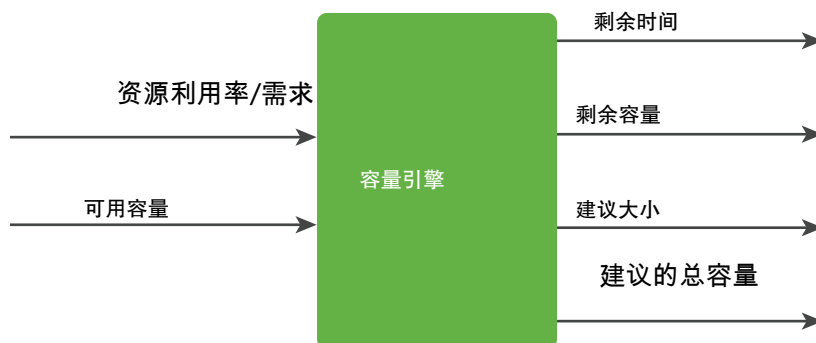 剩余时间
资源利用率/需求
剩余容量
容量引擎
可用容量
建议大小
建议的总容量